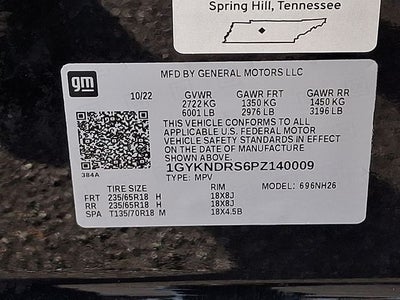 Spring Hill, Tennessee
gm
MFD BY GENERAL MOTORS LLC
10/22 GVWR GAWR FRT GAWR RR
2722 KG 1350 KG 1450 KG
6001 LB 2976 LB 3196 LB
THIS VEHICLE CONFORMS TO ALL
APPLICABLE U.S. FEDERAL MOTOR
VEHICLE SAFETY STANDARDS IN EFFECT
ON THE DATE OF MANUFACTURE
SHOWN ABOVE.
384A
1GYKNDRS6PZ140009
TYPE: MPV
TIRE SIZE RIM MODEL: 696NH26
FRT 235/65R18 H 18X8J
RR 235/65R18 H 18X8J
SPA T135/70R18 M 18X4.5B